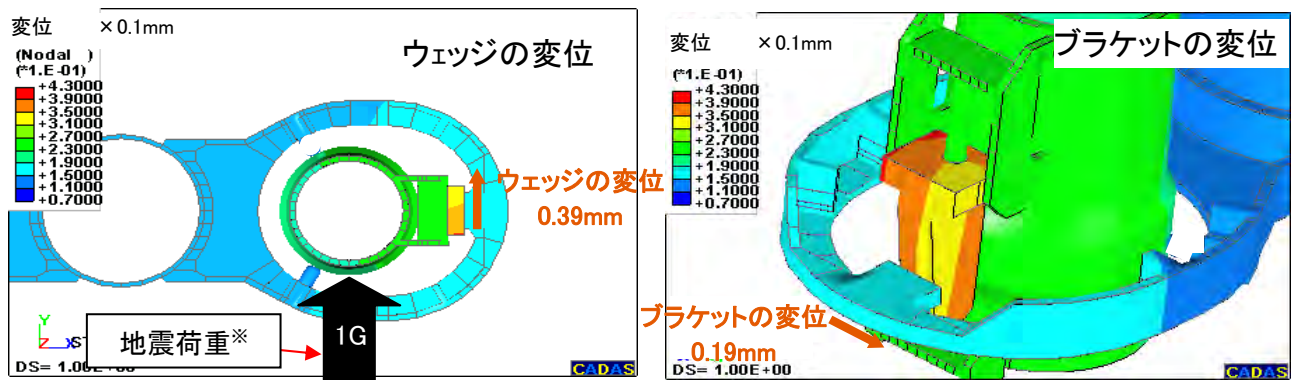 変位 ×0.1mm
ウェッジの変位
(Nodal )
(*1.E-01)
+4.3000
+3.9000
+3.5000
+3.1000
+2.7000
+2.3000
+1.9000
+1.5000
+1.1000
+0.7000
ウェッジの変位
0.39mm
1G
地震荷重※
Y
Z X
DS= 1.00E+00
CADAS
変位 ×0.1mm
ブラケットの変位
(*1.E-01)
+4.3000
+3.9000
+3.5000
+3.1000
+2.7000
+2.3000
+1.9000
+1.5000
+1.1000
+0.7000
ブラケットの変位
0.19mm
DS= 1.00E+00
CADAS